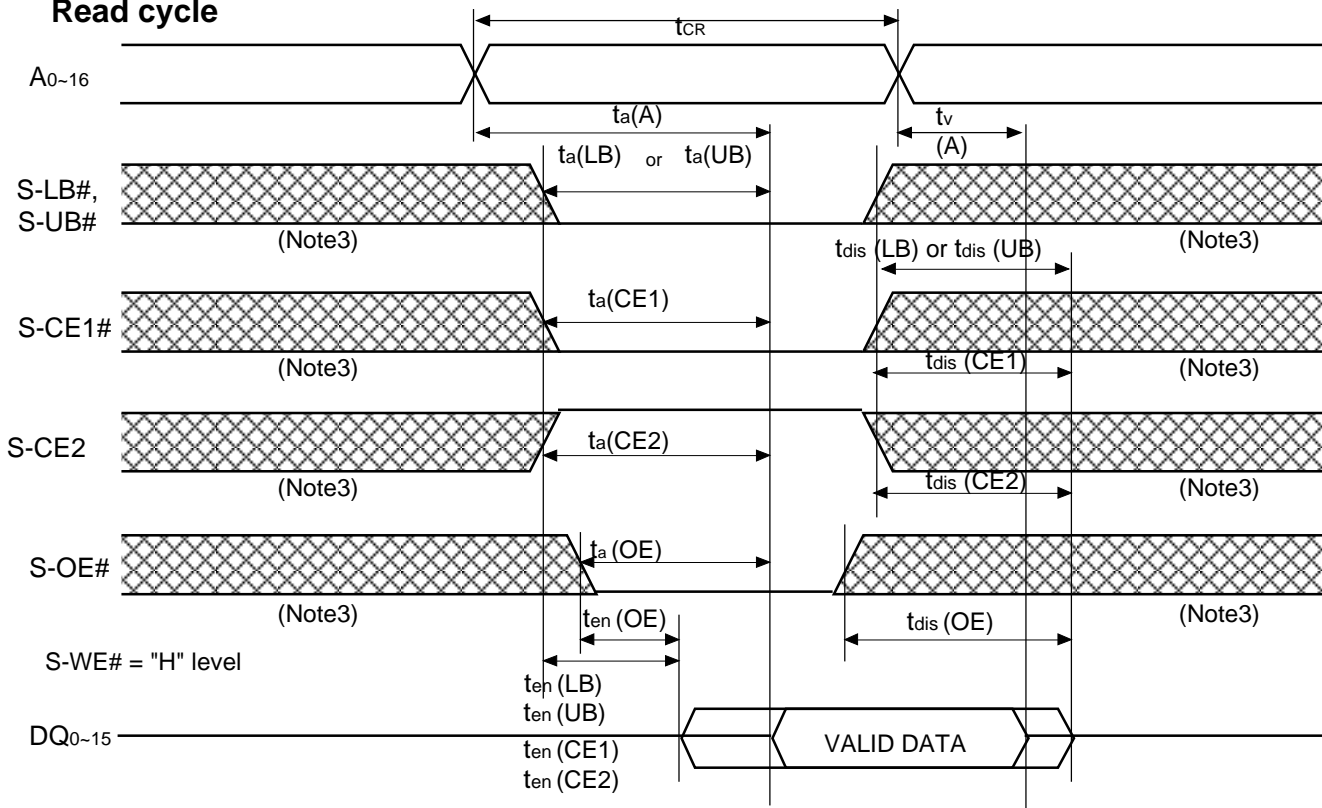 Read cycle
tCR
A0~16
ta(A)
tv
(A)
ta(LB) or ta(UB)
S-LB#,
S-UB#
(Note3)
(Note3)
tdis (LB) or tdis (UB)
ta(CE1)
S-CE1#
(Note3)
tdis (CE1)
(Note3)
S-CE2
ta(CE2)
(Note3)
tdis (CE2)
(Note3)
ta (OE)
S-OE#
(Note3)
ten (OE)
tdis (OE)
(Note3)
S-WE# = "H" level
ten (LB)
ten (UB)
DQ0~15
VALID DATA
ten (CE1)
ten (CE2)